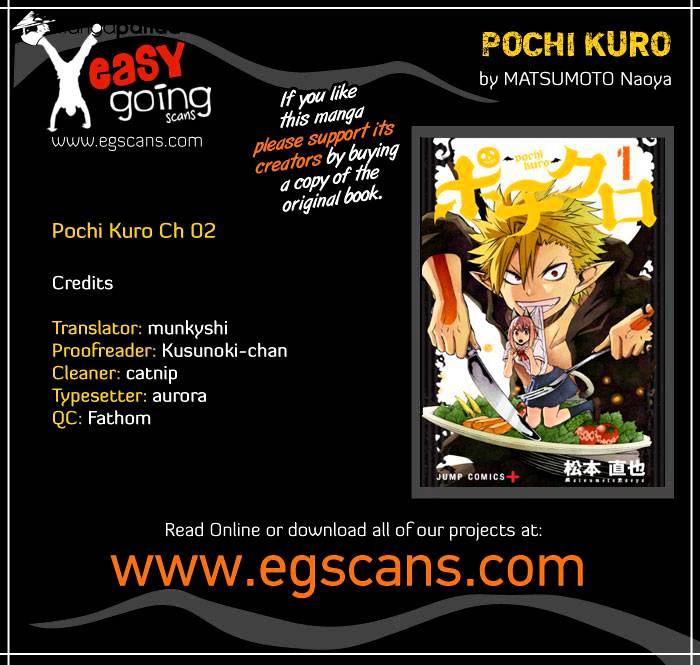 mangapanda
easy
going
scans
www.egscans.com
POCHI KURO
by MATSUMOTO Naoya
If you like
this manga
please support its
creators by buying
a copy of the
original book.
Pochi Kuro Ch 02
Credits
Translator: munkyshi
Proofreader: Kusunoki-chan
Cleaner: catnip
Typesetter: aurora
QC: Fathom
pochi
kuro
1
ポチクロ
松本 直也
Matsumoto Naoya
JUMP COMICS+
Read Online or download all of our projects at:
www.egscans.com